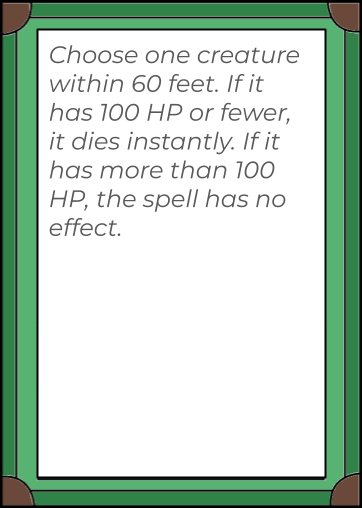 Choose one creature
within 60 feet. If it
has 100 HP or fewer,
it dies instantly. If it
has more than 100
HP, the spell has no
effect.